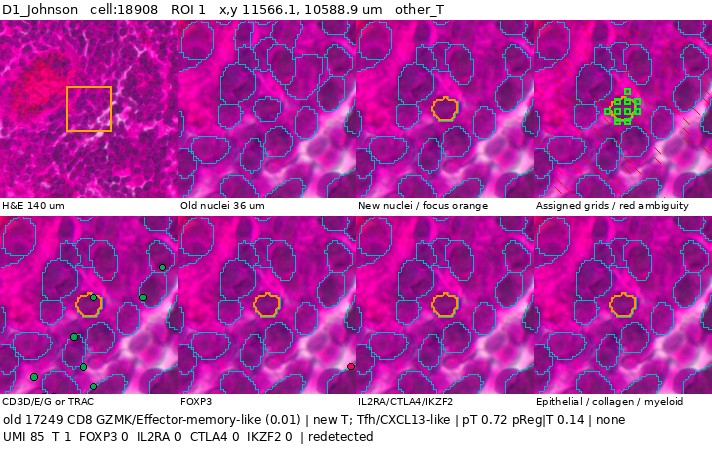 D1_Johnson cell:18908 ROI 1 x,y 11566.1, 10588.9 um other_T
H&E 140 um
Old nuclei 36 um
New nuclei / focus orange
Assigned grids / red ambiguity
CD3D/E/G or TRAC
FOXP3
IL2RA/CTLA4/IKZF2
Epithelial / collagen / myeloid
old 17249 CD8 GZMK/Effector-memory-like (0.01) | new T; Tfh/CXCL13-like | pT 0.72 pReg|T 0.14 | none
UMI 85 T 1 FOXP3 0 IL2RA 0 CTLA4 0 IKZF2 0 | redetected